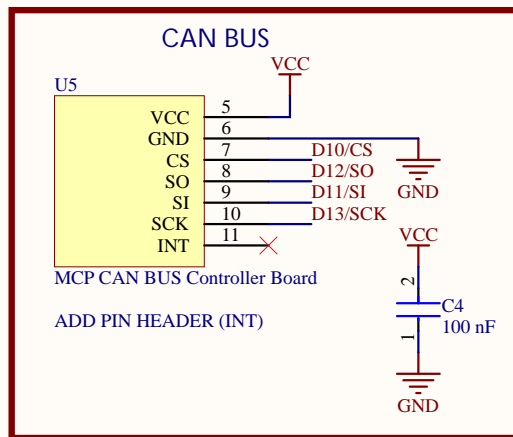 CAN BUS
VCC
U5
VCC 5
GND 6
CS 7 D10/CS
SO 8 D12/SO
SI 9 D11/SI
SCK 10 D13/SCK
INT 11
GND
MCP CAN BUS Controller Board
ADD PIN HEADER (INT)
VCC
2
C4
100 nF
1
GND